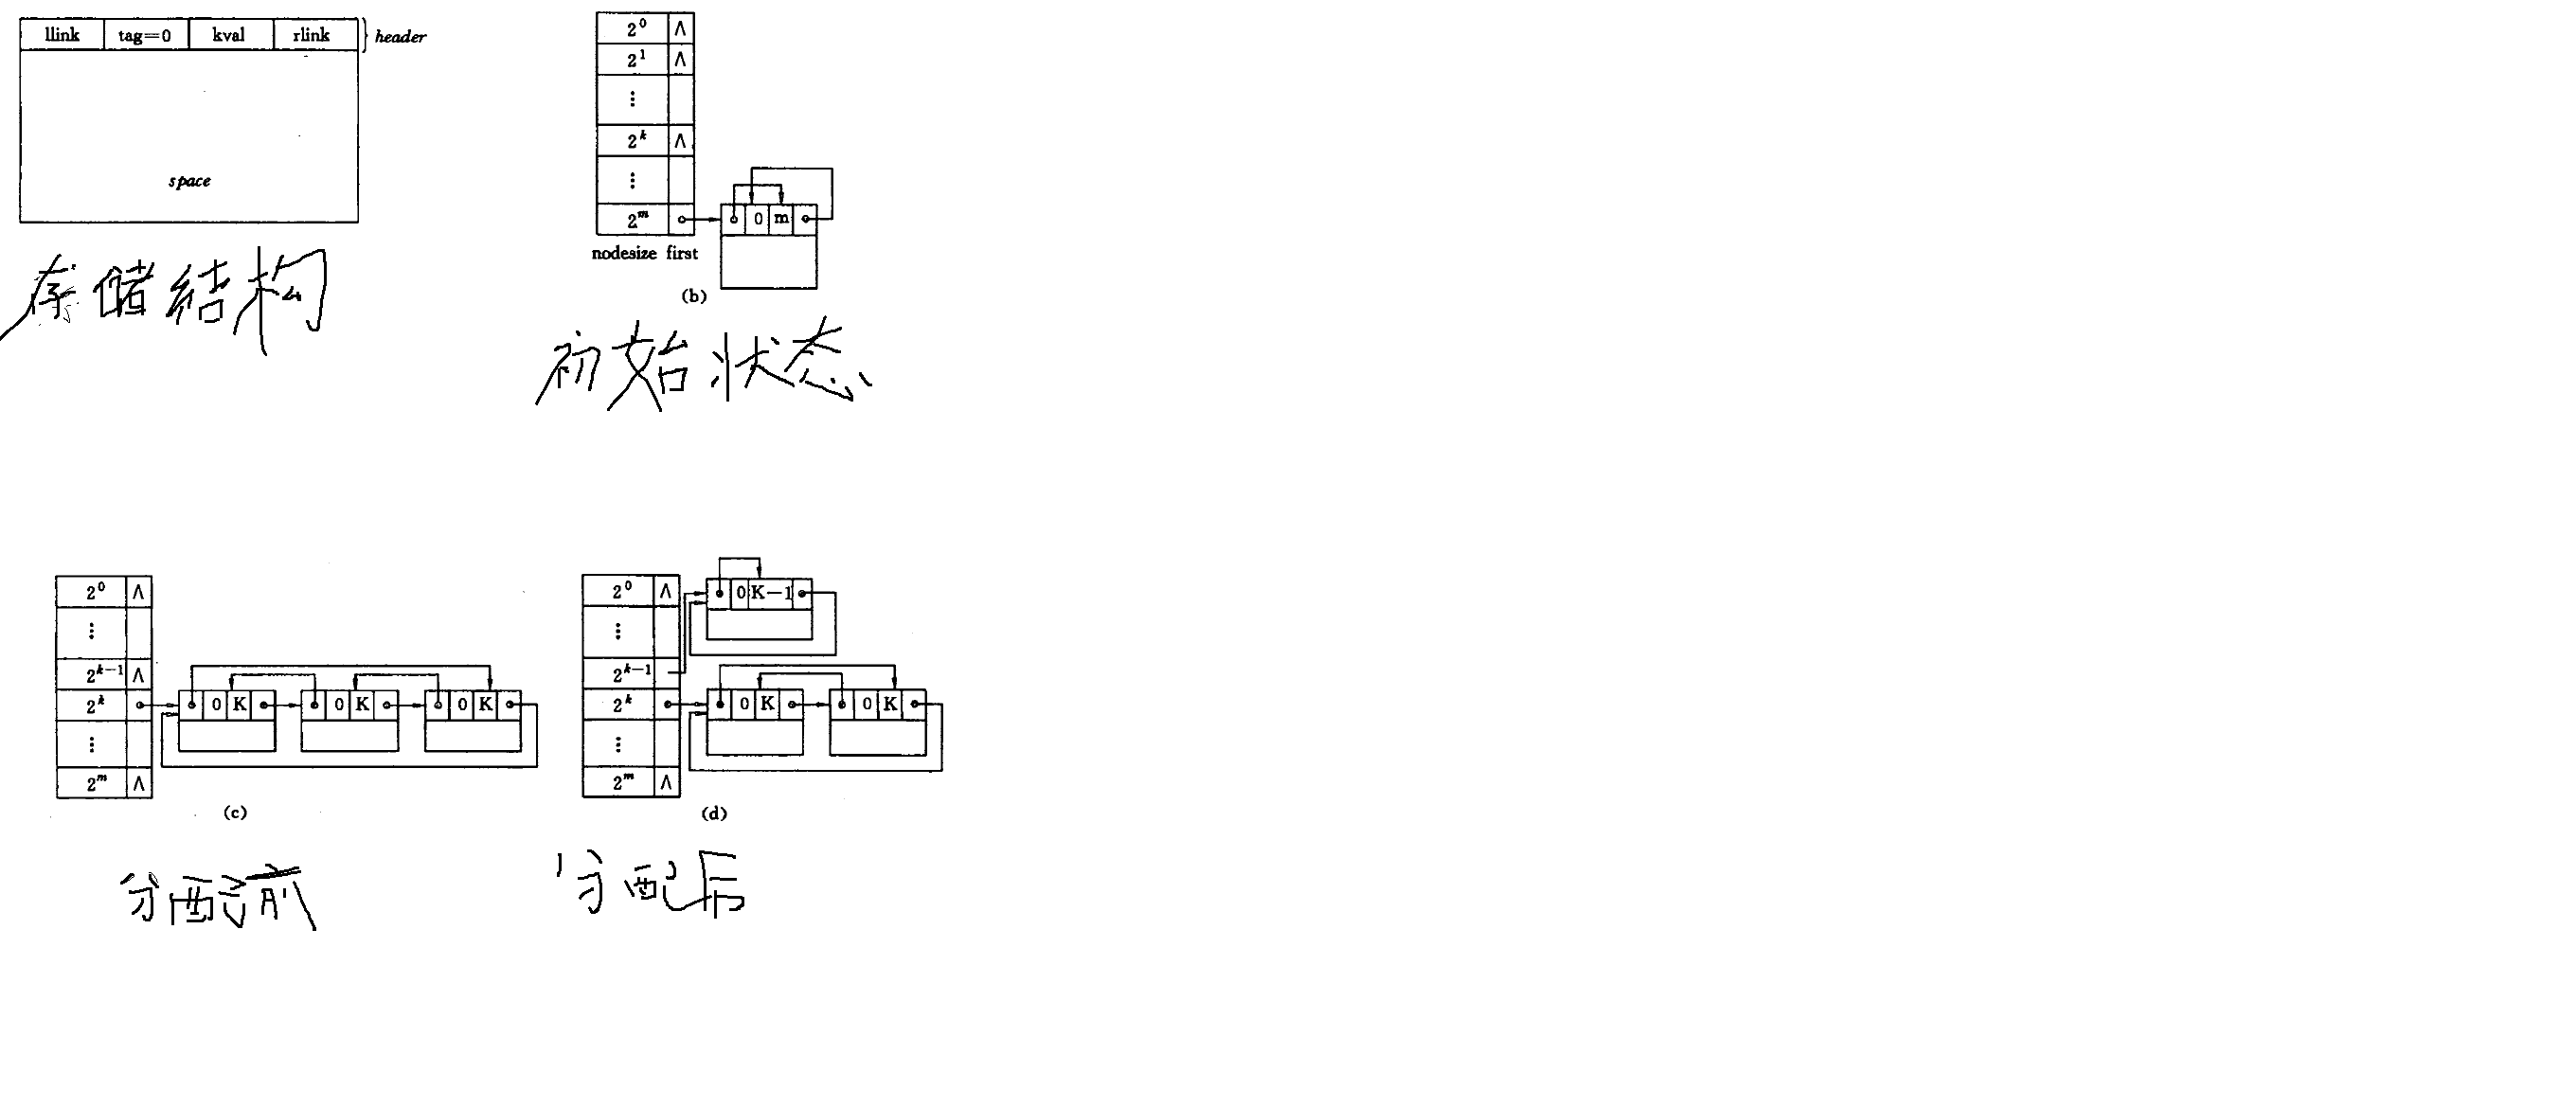 llink tag=0 kval rlink header
space
存储结构
2^0 ∧
2^1 ∧
⋮
2^k ∧
⋮
2^m 0 m
nodesize first
(b)
初始状态
2^0 ∧
⋮
2^{k-1} ∧
2^k 0 K 0 K 0 K
⋮
2^m ∧
(c)
分配前
2^0 ∧ 0 K-1
⋮
2^{k-1}
2^k 0 K 0 K
⋮
2^m ∧
(d)
分配后